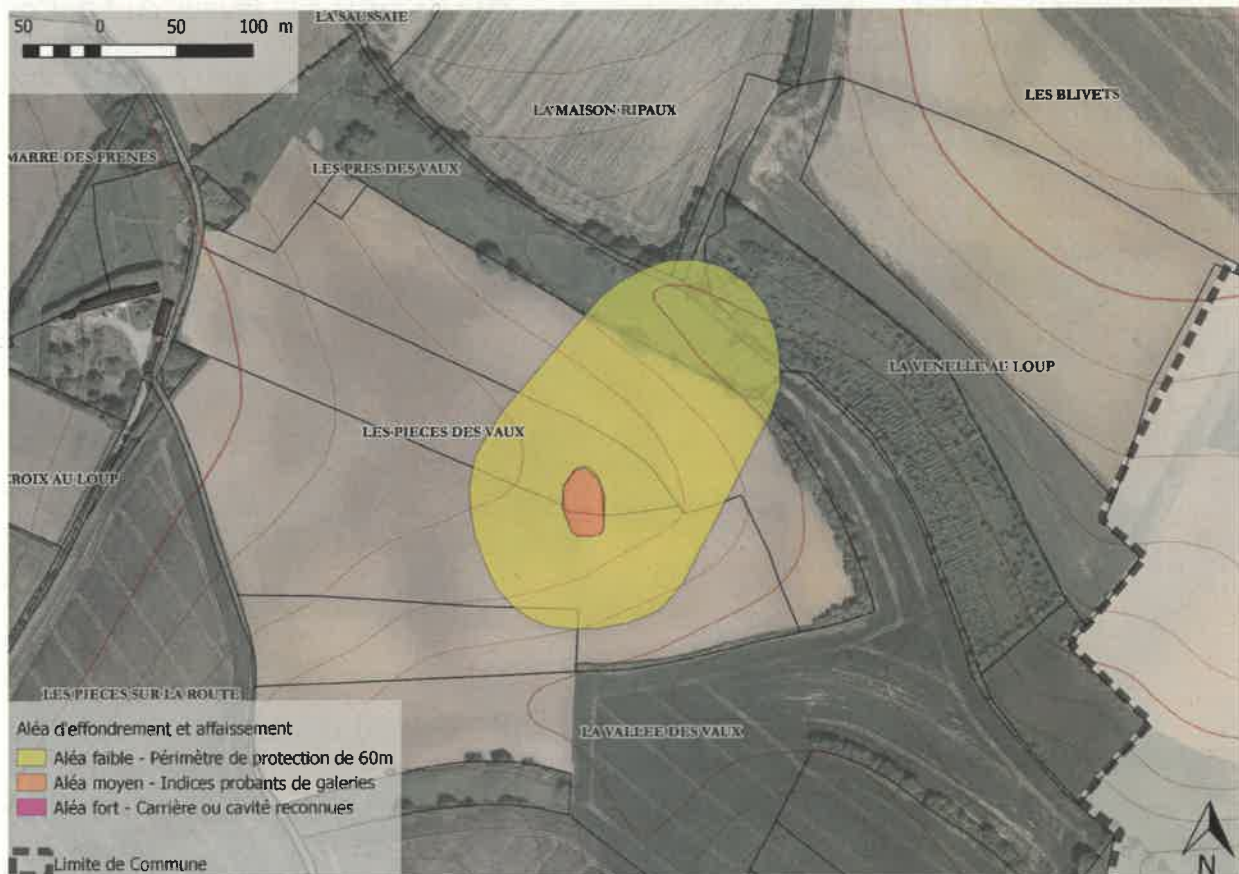 50 0 50 100 m
LA SAUSSAIE
LES BLIVETS
LA MAISON RIPAUX
MARRE DES FRENES
LES PRES DES VAUX
LA VENELLE AU LOUP
LES PIECES DES VAUX
CROIX AU LOUP
LES PIECES SUR LA ROUTE
LA VALLEE DES VAUX
Aléa d'effondrement et affaissement
Aléa faible - Périmètre de protection de 60m
Aléa moyen - Indices probants de galeries
Aléa fort - Carrière ou cavité reconnues
Limite de Commune
N